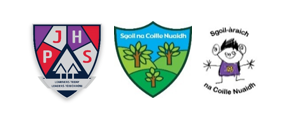 J H
P S
Sgoil na Coille Nuaidh
Sgoil-àraich
na Coille Nuaidh